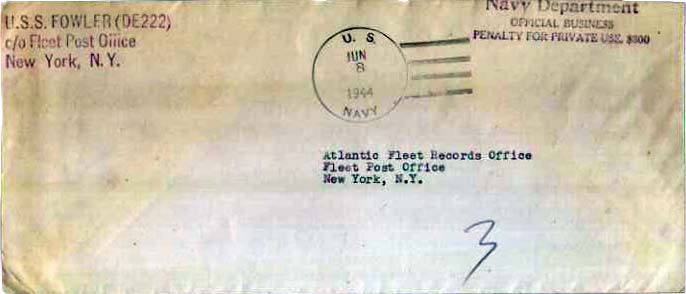 U.S.S. FOWLER (DE222)
c/o Fleet Post Office
New York, N.Y.
Navy Department
OFFICIAL BUSINESS
PENALTY FOR PRIVATE USE, $300
U. S.
JUN
8
1944
NAVY
Atlantic Fleet Records Office
Fleet Post Office
New York, N.Y.
3